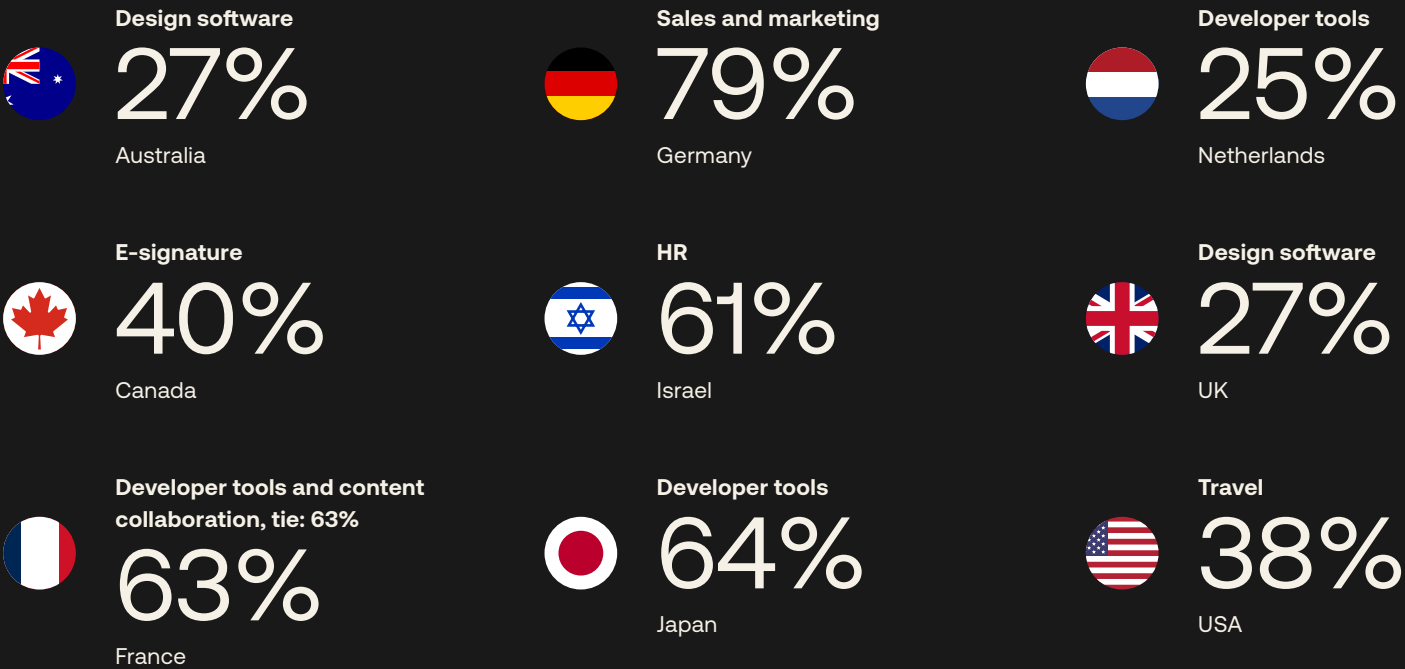 Design software
27%
Australia
Sales and marketing
79%
Germany
Developer tools
25%
Netherlands
E-signature
40%
Canada
HR
61%
Israel
Design software
27%
UK
Developer tools and content
collaboration, tie: 63%
63%
France
Developer tools
64%
Japan
Travel
38%
USA